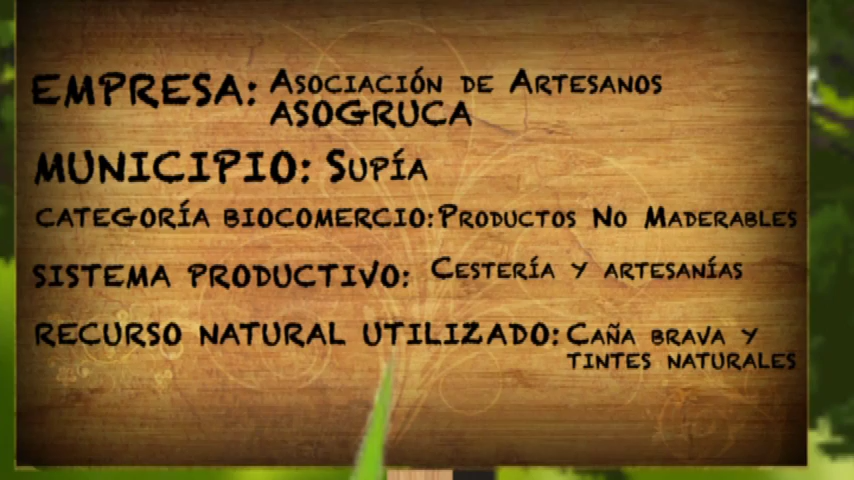 EMPRESA: ASOCIACIÓN DE ARTESANOS
ASOGRUCA
MUNICIPIO: SUPÍA
CATEGORÍA BIOCOMERCIO: PRODUCTOS NO MADERABLES
SISTEMA PRODUCTIVO: CESTERÍA Y ARTESANÍAS
RECURSO NATURAL UTILIZADO: CAÑA BRAVA Y
TINTES NATURALES